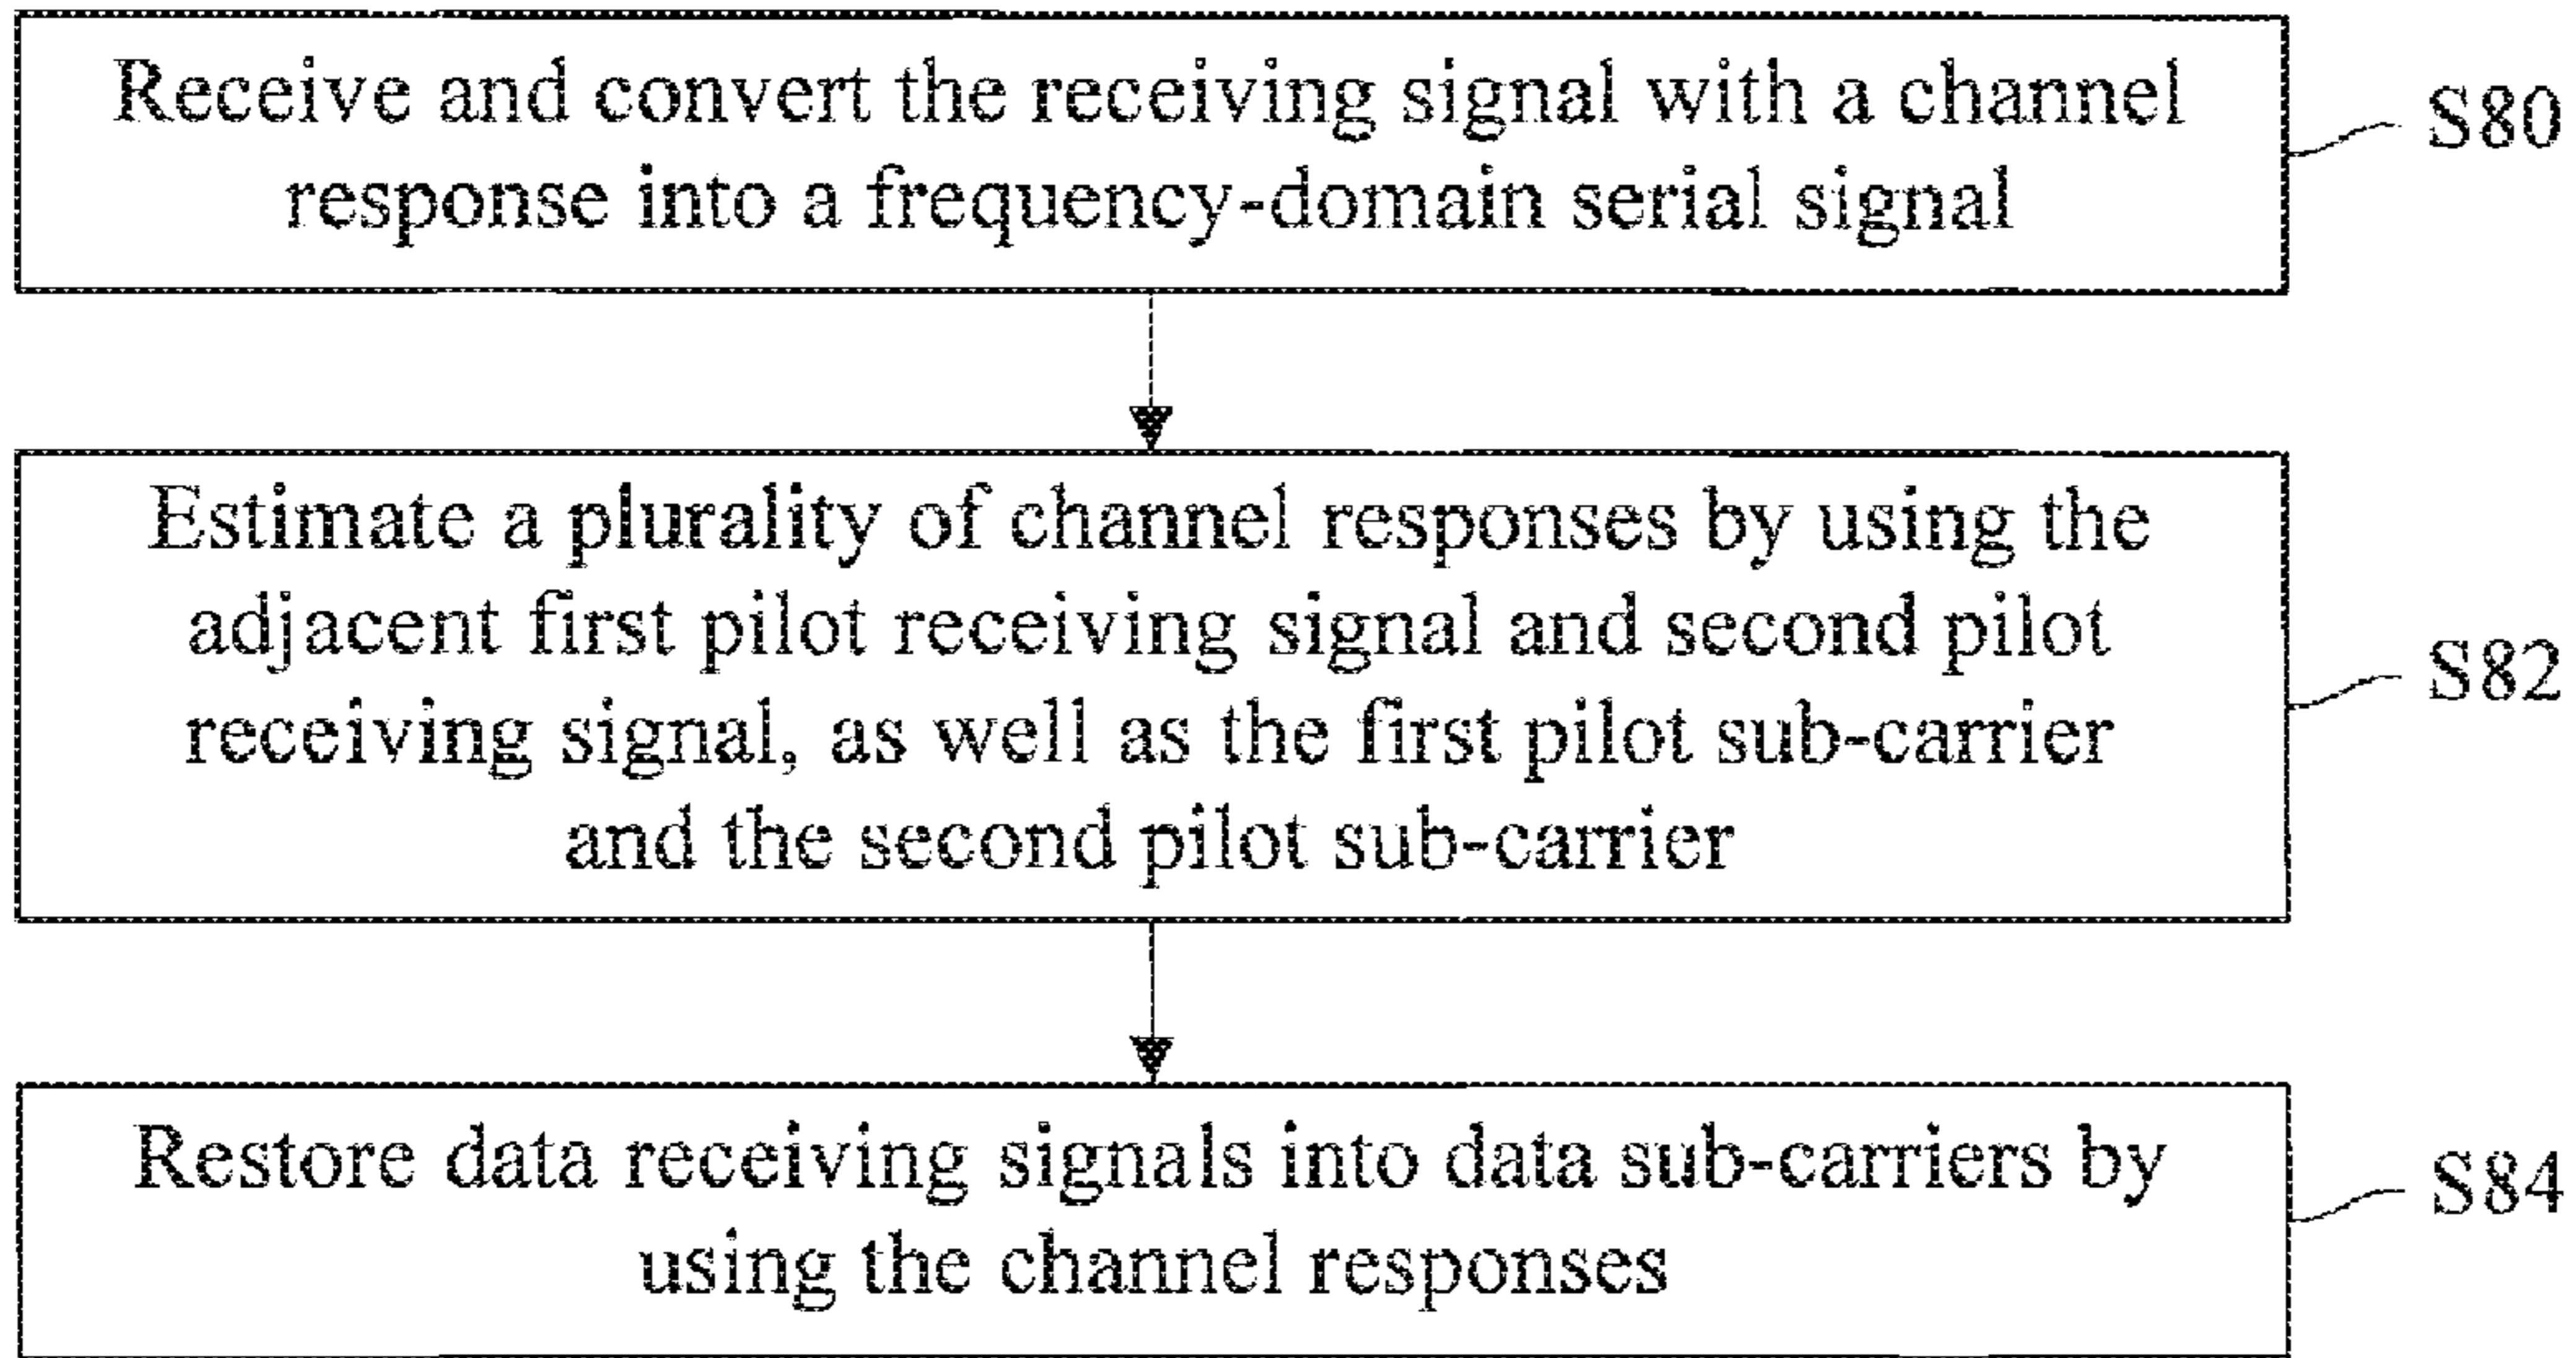 Receive and convert the receiving signal with a channel
response into a frequency-domain serial signal
S80
Estimate a plurality of channel responses by using the
adjacent first pilot receiving signal and second pilot
receiving signal, as well as the first pilot sub-carrier
and the second pilot sub-carrier
S82
Restore data receiving signals into data sub-carriers by
using the channel responses
S84